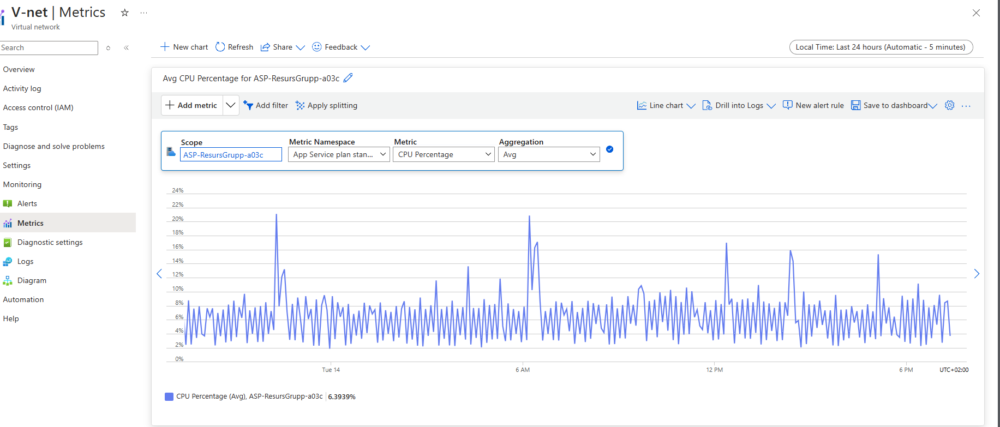 V-net | Metrics
Virtual network
Search
Overview
Activity log
Access control (IAM)
Tags
Diagnose and solve problems
Settings
Monitoring
Alerts
Metrics
Diagnostic settings
Logs
Diagram
Automation
Help
New chart Refresh Share Feedback
Local Time: Last 24 hours (Automatic - 5 minutes)
Avg CPU Percentage for ASP-ResursGrupp-a03c
Add metric Add filter Apply splitting
Line chart Drill into Logs New alert rule Save to dashboard
Scope Metric Namespace Metric Aggregation
ASP-ResursGrupp-a03c App Service plan stan... CPU Percentage Avg
24%
22%
20%
18%
16%
14%
12%
10%
8%
6%
4%
2%
0%
Tue 14 6 AM 12 PM 6 PM UTC+02:00
CPU Percentage (Avg), ASP-ResursGrupp-a03c 6.3939%